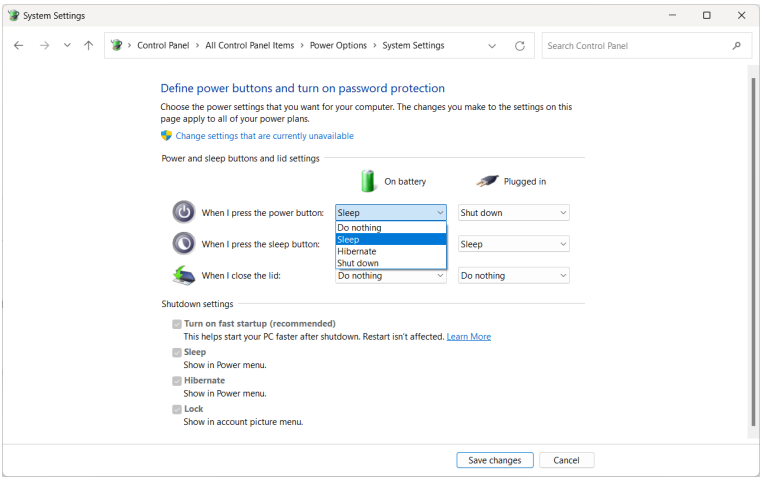 System Settings
Control Panel > All Control Panel Items > Power Options > System Settings
Search Control Panel
Define power buttons and turn on password protection
Choose the power settings that you want for your computer. The changes you make to the settings on this
page apply to all of your power plans.
Change settings that are currently unavailable
Power and sleep buttons and lid settings
On battery Plugged in
When I press the power button: Sleep Shut down
Do nothing
Sleep
When I press the sleep button: Sleep
Hibernate
Shut down
When I close the lid: Do nothing Do nothing
Shutdown settings
Turn on fast startup (recommended)
This helps start your PC faster after shutdown. Restart isn't affected. Learn More
Sleep
Show in Power menu.
Hibernate
Show in Power menu.
Lock
Show in account picture menu.
Save changes Cancel